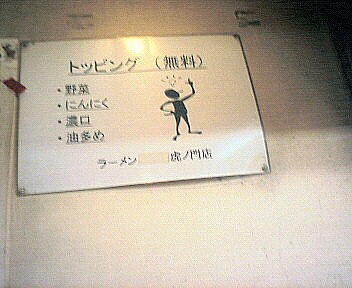 トッピング （無料）
・野菜
・にんにく
・濃口
・油多め
ラーメン 虎ノ門店